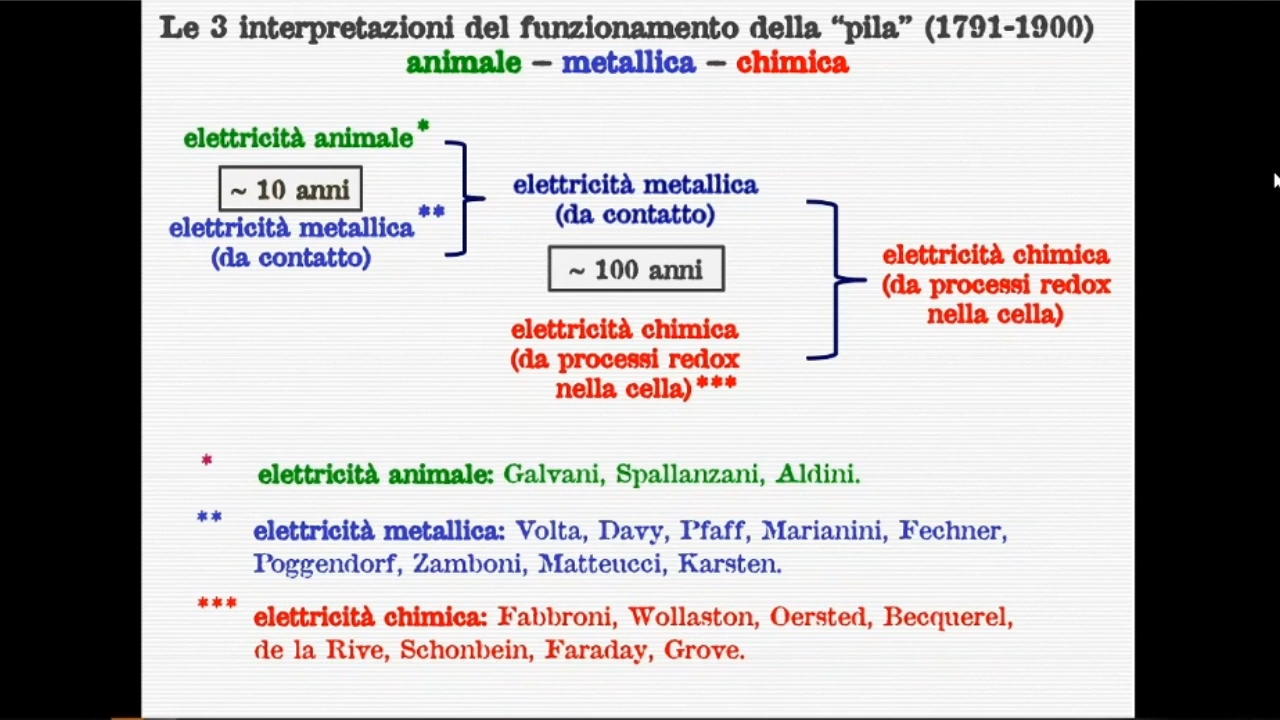 Le 3 interpretazioni del funzionamento della “pila” (1791-1900)
animale – metallica – chimica
elettricità animale*
~ 10 anni
elettricità metallica**
(da contatto)
elettricità metallica
(da contatto)
~ 100 anni
elettricità chimica
(da processi redox
nella cella)***
elettricità chimica
(da processi redox
nella cella)
* elettricità animale: Galvani, Spallanzani, Aldini.
** elettricità metallica: Volta, Davy, Pfaff, Marianini, Fechner,
Poggendorf, Zamboni, Matteucci, Karsten.
*** elettricità chimica: Fabbroni, Wollaston, Oersted, Becquerel,
de la Rive, Schonbein, Faraday, Grove.